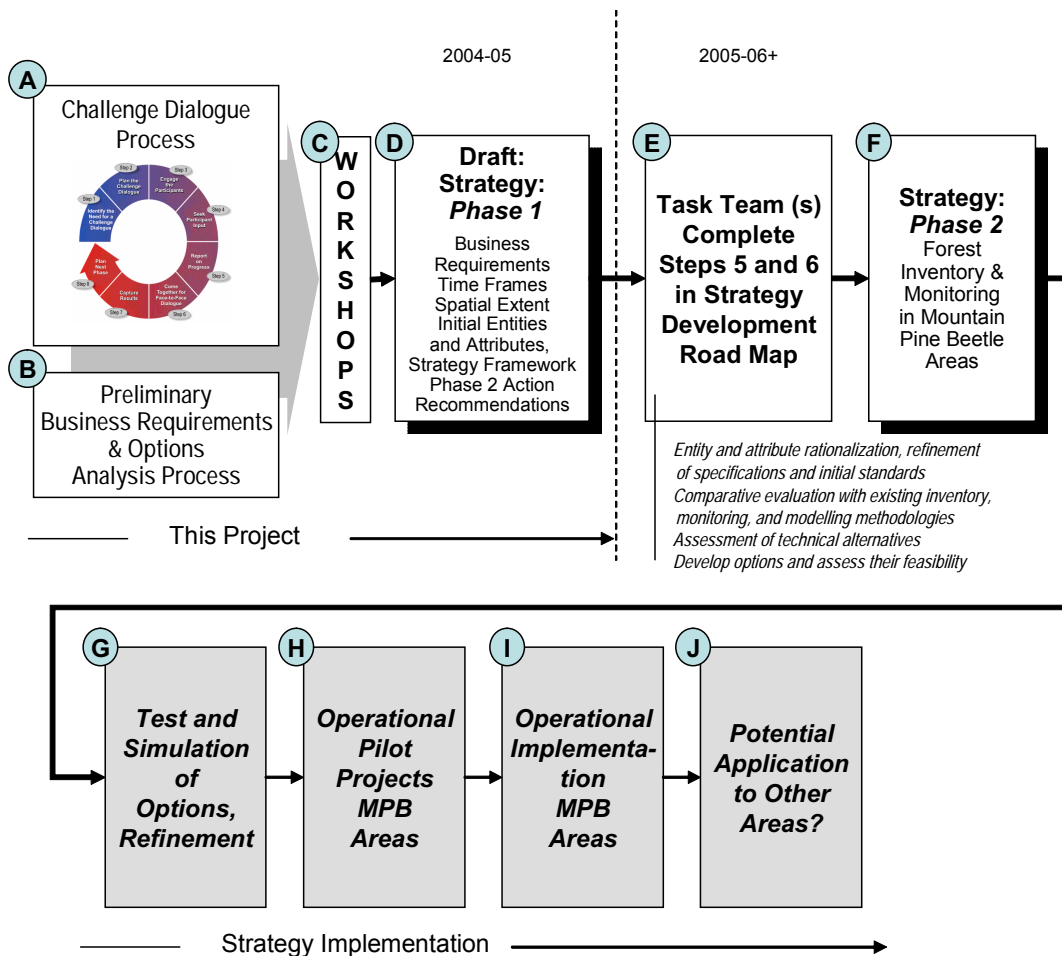 2004-05
2005-06+
A
Challenge Dialogue
Process
Step 1
Identify the
Need for a
Challenge
Dialogue
Step 2
Plan the
Challenge
Dialogue
Step 3
Engage
the
Participants
Step 4
Seek
Participant
Input
Step 5
Report
on
Progress
Step 6
Come
Together for
Face-to-Face
Dialogue
Step 7
Capture
Results
Step 8
Plan
Next
Phase
B
Preliminary
Business Requirements
& Options
Analysis Process
C
W
O
R
K
S
H
O
P
S
D
Draft:
Strategy:
Phase 1
Business
Requirements
Time Frames
Spatial Extent
Initial Entities
and Attributes,
Strategy Framework
Phase 2 Action
Recommendations
E
Task Team (s)
Complete
Steps 5 and 6
in Strategy
Development
Road Map
F
Strategy:
Phase 2
Forest
Inventory &
Monitoring
in Mountain
Pine Beetle
Areas
Entity and attribute rationalization, refinement
of specifications and initial standards
Comparative evaluation with existing inventory,
monitoring, and modelling methodologies
Assessment of technical alternatives
Develop options and assess their feasibility
This Project
G
Test and
Simulation
of
Options,
Refinement
H
Operational
Pilot
Projects
MPB
Areas
I
Operational
Implementa-
tion
MPB
Areas
J
Potential
Application
to Other
Areas?
Strategy Implementation